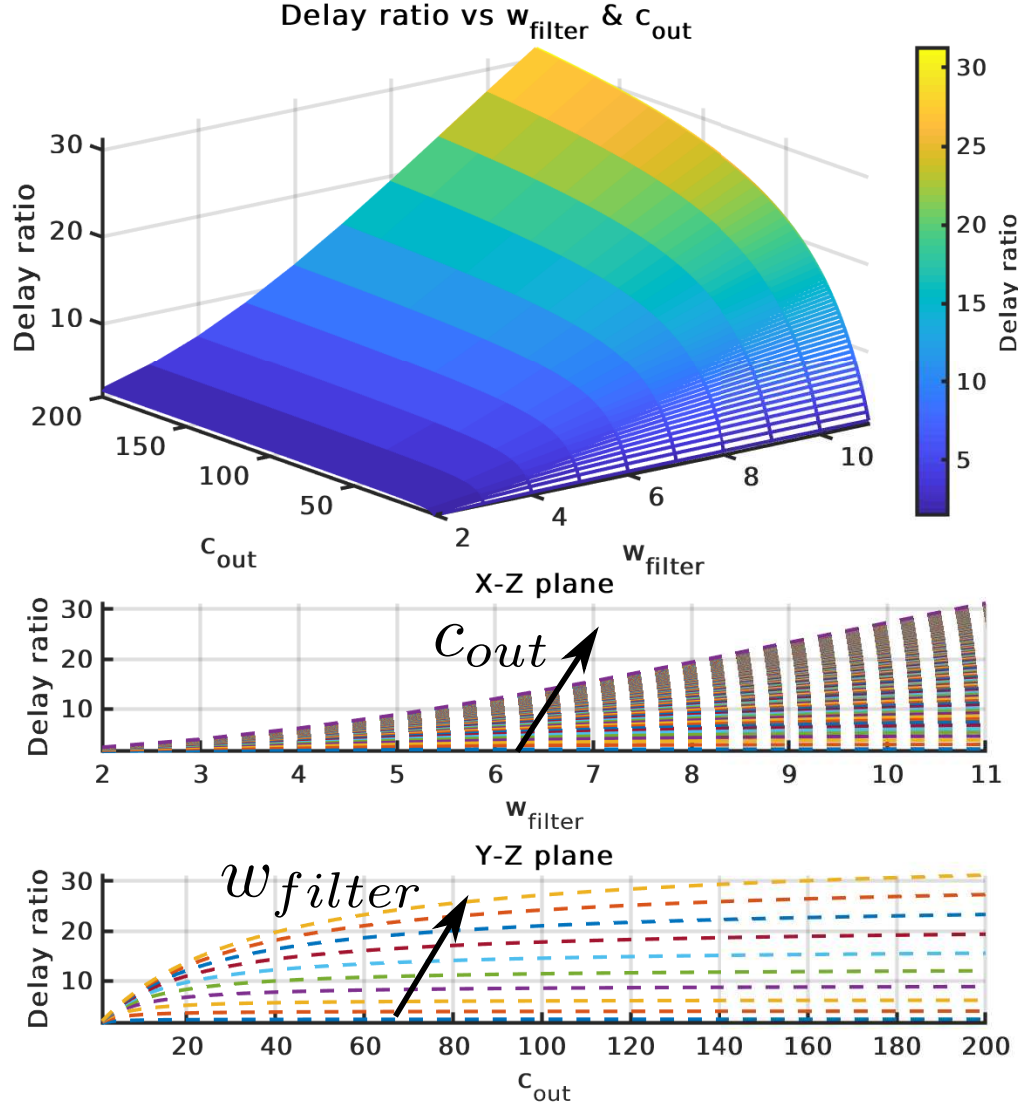 Delay ratio vs w_filter & c_out
Delay ratio
30
20
10
200
150
100
50
c_out
2
4
6
8
10
w_filter
30
25
20
15
10
5
Delay ratio
X-Z plane
Delay ratio
30
20
10
c_out
2 3 4 5 6 7 8 9 10 11
w_filter
Y-Z plane
Delay ratio
30
20
10
w_filter
20 40 60 80 100 120 140 160 180 200
c_out